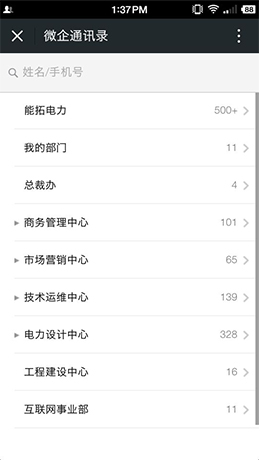 1:37 PM
88
微企通讯录
姓名/手机号
能拓电力 500+
我的部门 11
总裁办 4
商务管理中心 101
市场营销中心 65
技术运维中心 139
电力设计中心 328
工程建设中心 16
互联网事业部 11